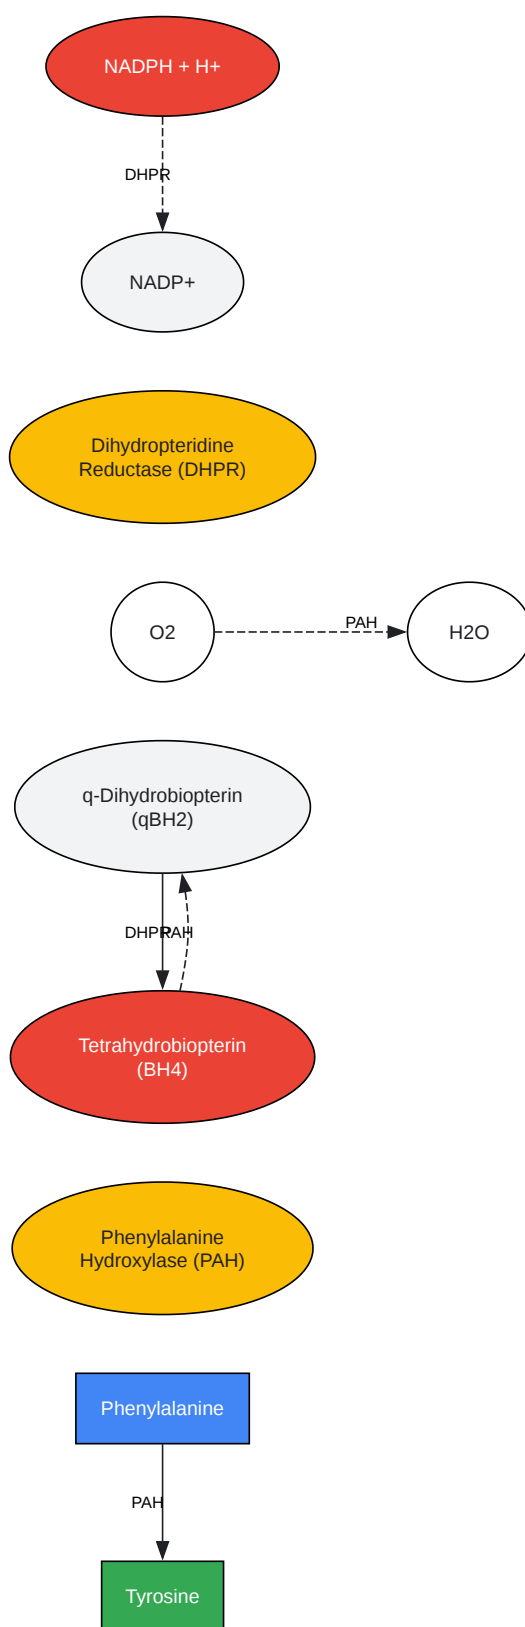 NADPH + H+
DHPR
NADP+
Dihydropteridine
Reductase (DHPR)
O2
PAH
H2O
q-Dihydrobiopterin
(qBH2)
DHPR
PAH
Tetrahydrobiopterin
(BH4)
Phenylalanine
Hydroxylase (PAH)
Phenylalanine
PAH
Tyrosine